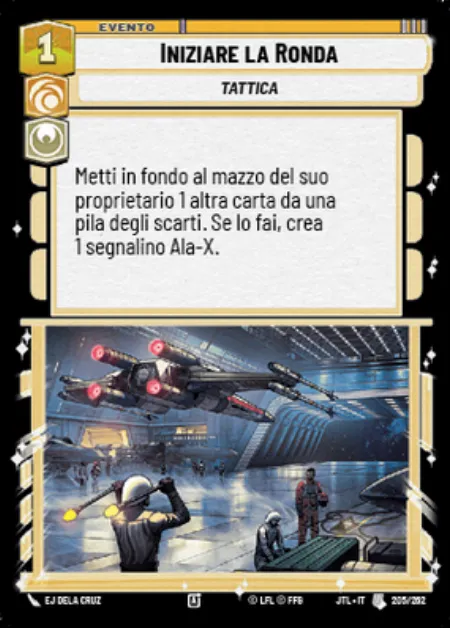 EVENTO
1
INIZIARE LA RONDA
TATTICA
Metti in fondo al mazzo del suo
proprietario 1 altra carta da una
pila degli scarti. Se lo fai, crea
1 segnalino Ala-X.
EJ DELA CRUZ
A
© LFL © FFG
JTL • IT
205/262